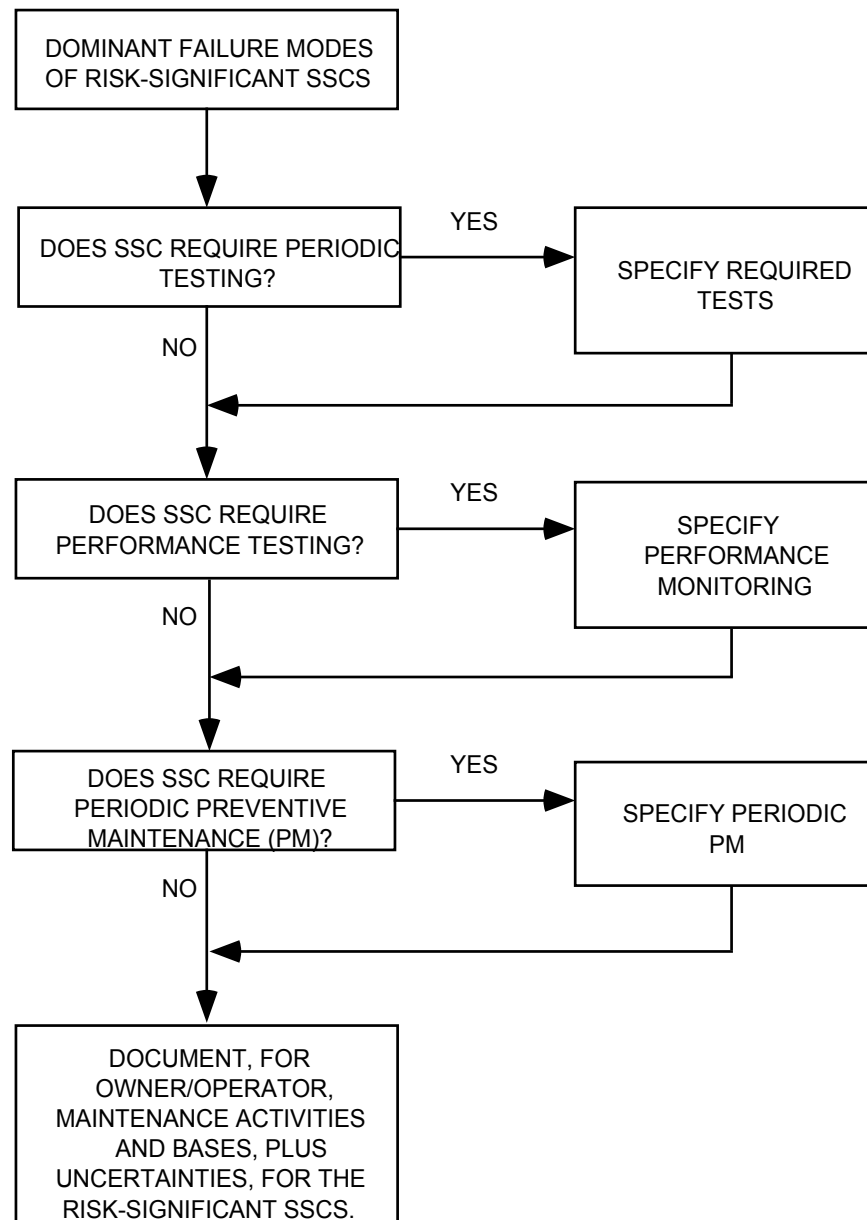 DOMINANT FAILURE MODES
OF RISK-SIGNIFICANT SSCS
DOES SSC REQUIRE PERIODIC
TESTING?
YES
SPECIFY REQUIRED
TESTS
NO
DOES SSC REQUIRE
PERFORMANCE TESTING?
YES
SPECIFY
PERFORMANCE
MONITORING
NO
DOES SSC REQUIRE
PERIODIC PREVENTIVE
MAINTENANCE (PM)?
YES
SPECIFY PERIODIC
PM
NO
DOCUMENT, FOR
OWNER/OPERATOR,
MAINTENANCE ACTIVITIES
AND BASES, PLUS
UNCERTAINTIES, FOR THE
RISK-SIGNIFICANT SSCS.